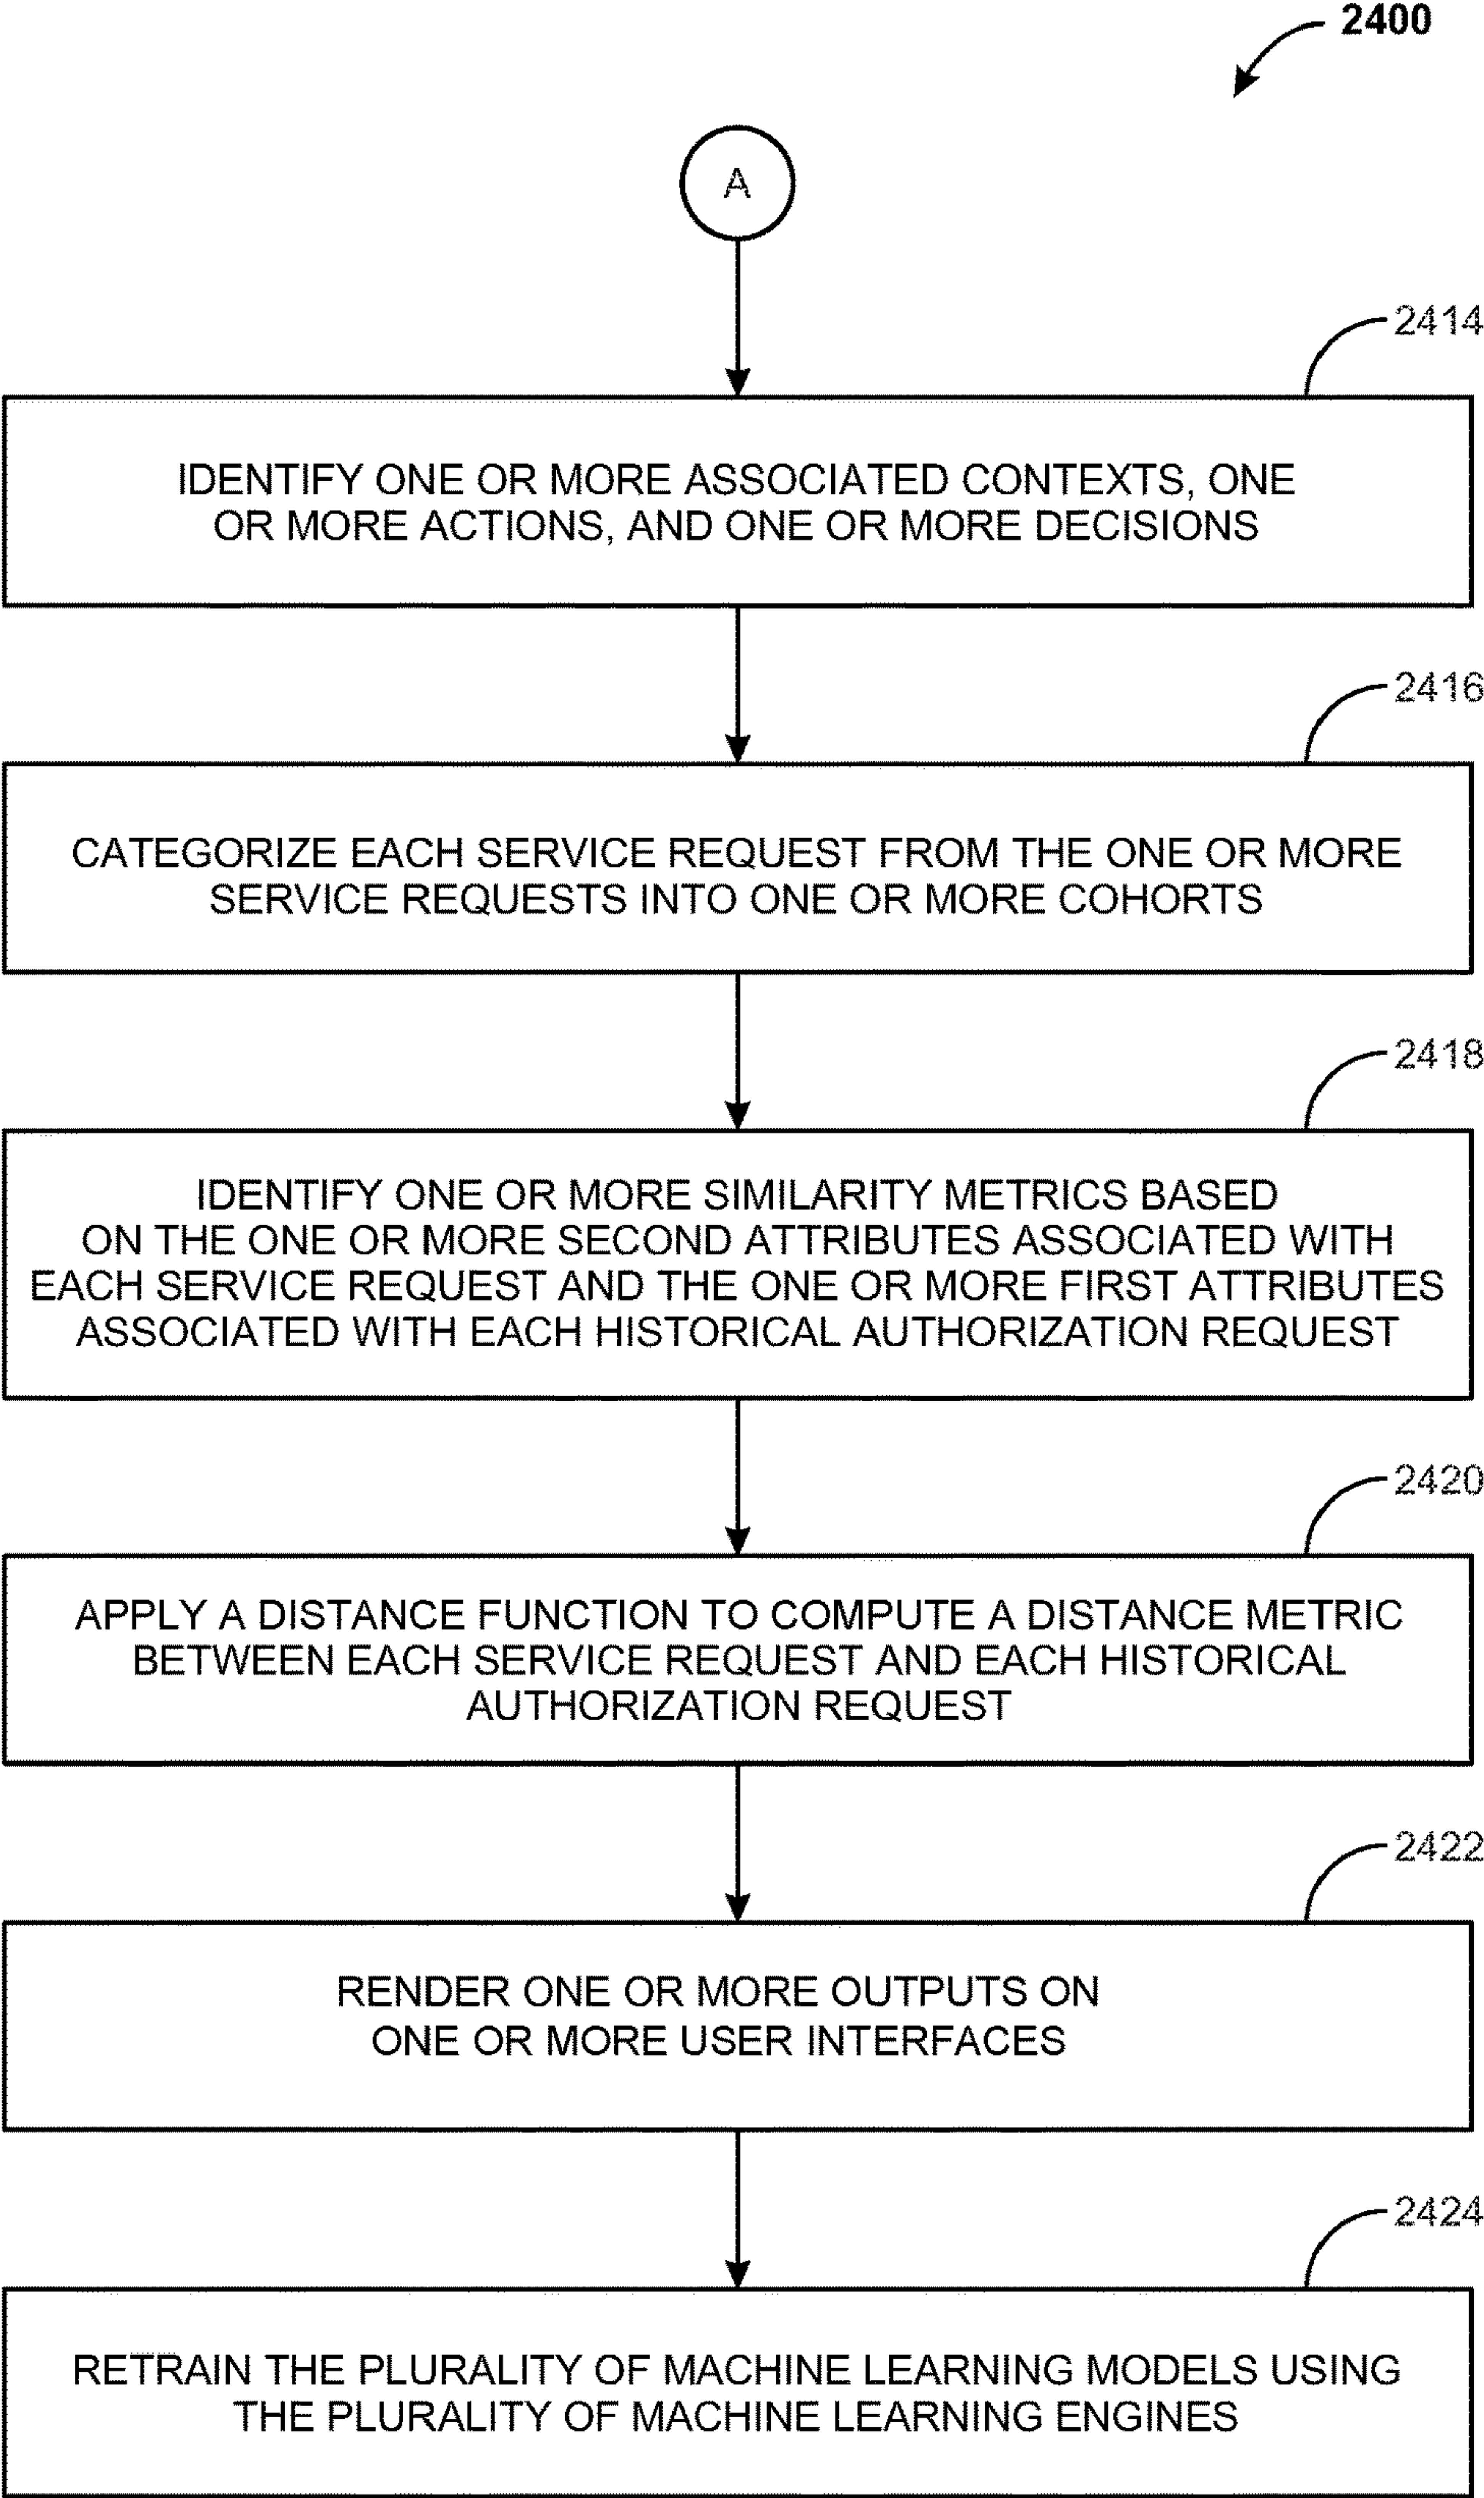 2400
A
2414
IDENTIFY ONE OR MORE ASSOCIATED CONTEXTS, ONE
OR MORE ACTIONS, AND ONE OR MORE DECISIONS
2416
CATEGORIZE EACH SERVICE REQUEST FROM THE ONE OR MORE
SERVICE REQUESTS INTO ONE OR MORE COHORTS
2418
IDENTIFY ONE OR MORE SIMILARITY METRICS BASED
ON THE ONE OR MORE SECOND ATTRIBUTES ASSOCIATED WITH
EACH SERVICE REQUEST AND THE ONE OR MORE FIRST ATTRIBUTES
ASSOCIATED WITH EACH HISTORICAL AUTHORIZATION REQUEST
2420
APPLY A DISTANCE FUNCTION TO COMPUTE A DISTANCE METRIC
BETWEEN EACH SERVICE REQUEST AND EACH HISTORICAL
AUTHORIZATION REQUEST
2422
RENDER ONE OR MORE OUTPUTS ON
ONE OR MORE USER INTERFACES
2424
RETRAIN THE PLURALITY OF MACHINE LEARNING MODELS USING
THE PLURALITY OF MACHINE LEARNING ENGINES